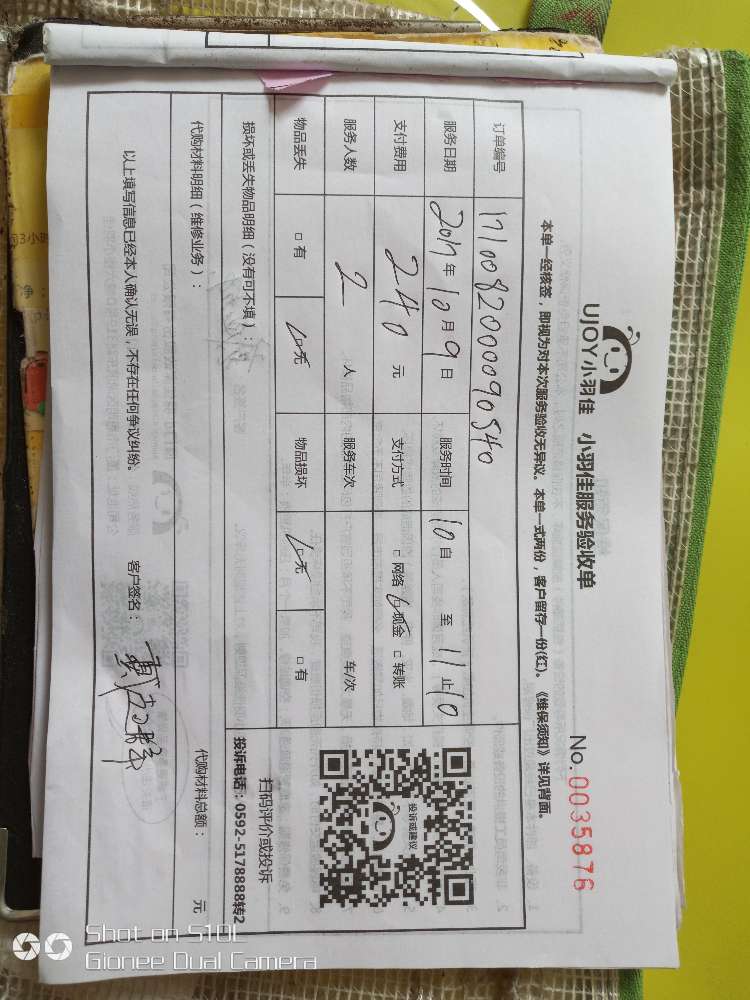 UJOY小羽佳 小羽佳服务验收单
No.0035876
本单一经核签，即视为对本次服务验收无异议。本单一式两份，客户留存一份(红)。《维保须知》详见背面。
订单编号 171008200090540
服务日期 2017年10月9日 服务时间 10自 至11止10
支付费用 240元 支付方式 □ 网络 ☑现金 □ 转账
服务人数 2 人 服务车次 车/次
物品丢失 □ 有 ☑无 物品损坏 ☑无 □ 有
投诉或建议
扫码评价或投诉
投诉电话：0592-5178888转2
损坏或丢失物品明细（没有可不填）：
代购材料明细（维修业务）： 代购材料总额： 元
以上填写信息已经本人确认无误，不存在任何争议纠纷。 客户签名：
Shot on S10L
Gionee Dual Camera